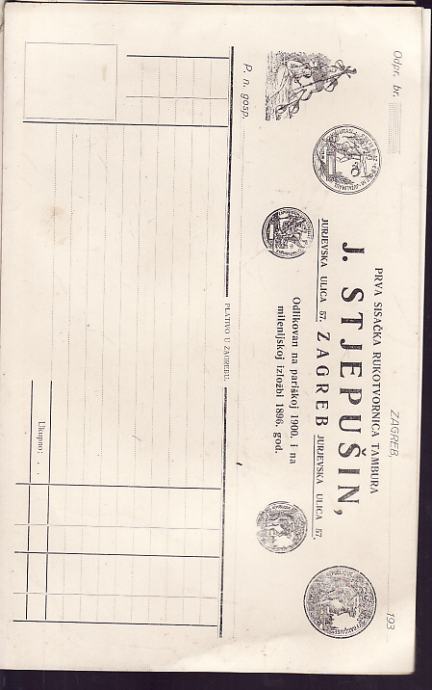 Odpr. br.
ZAGREB, 193
PRVA SISAČKA RUKOTVORNICA TAMBURA
J. STJEPUŠIN,
JURJEVSKA ULICA 57. ZAGREB JURJEVSKA ULICA 57.
Odlikovan na pariškoj 1900. i na
milenijskoj izložbi 1896. god.
P. n. gosp.
PLATIVO U ZAGREBU.
Ukupno: . .